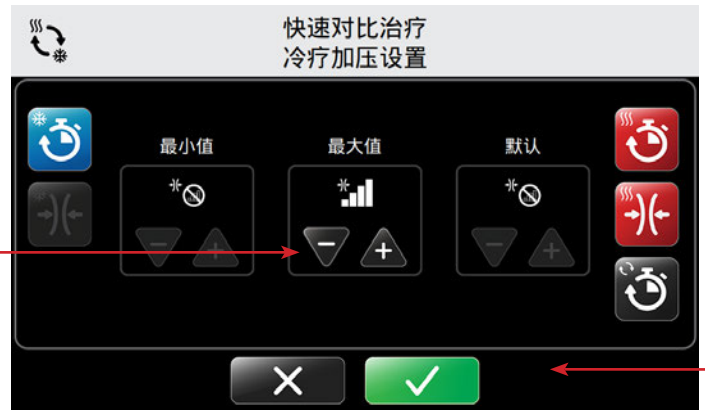 快速对比治疗
冷疗加压设置
最小值
最大值
默认